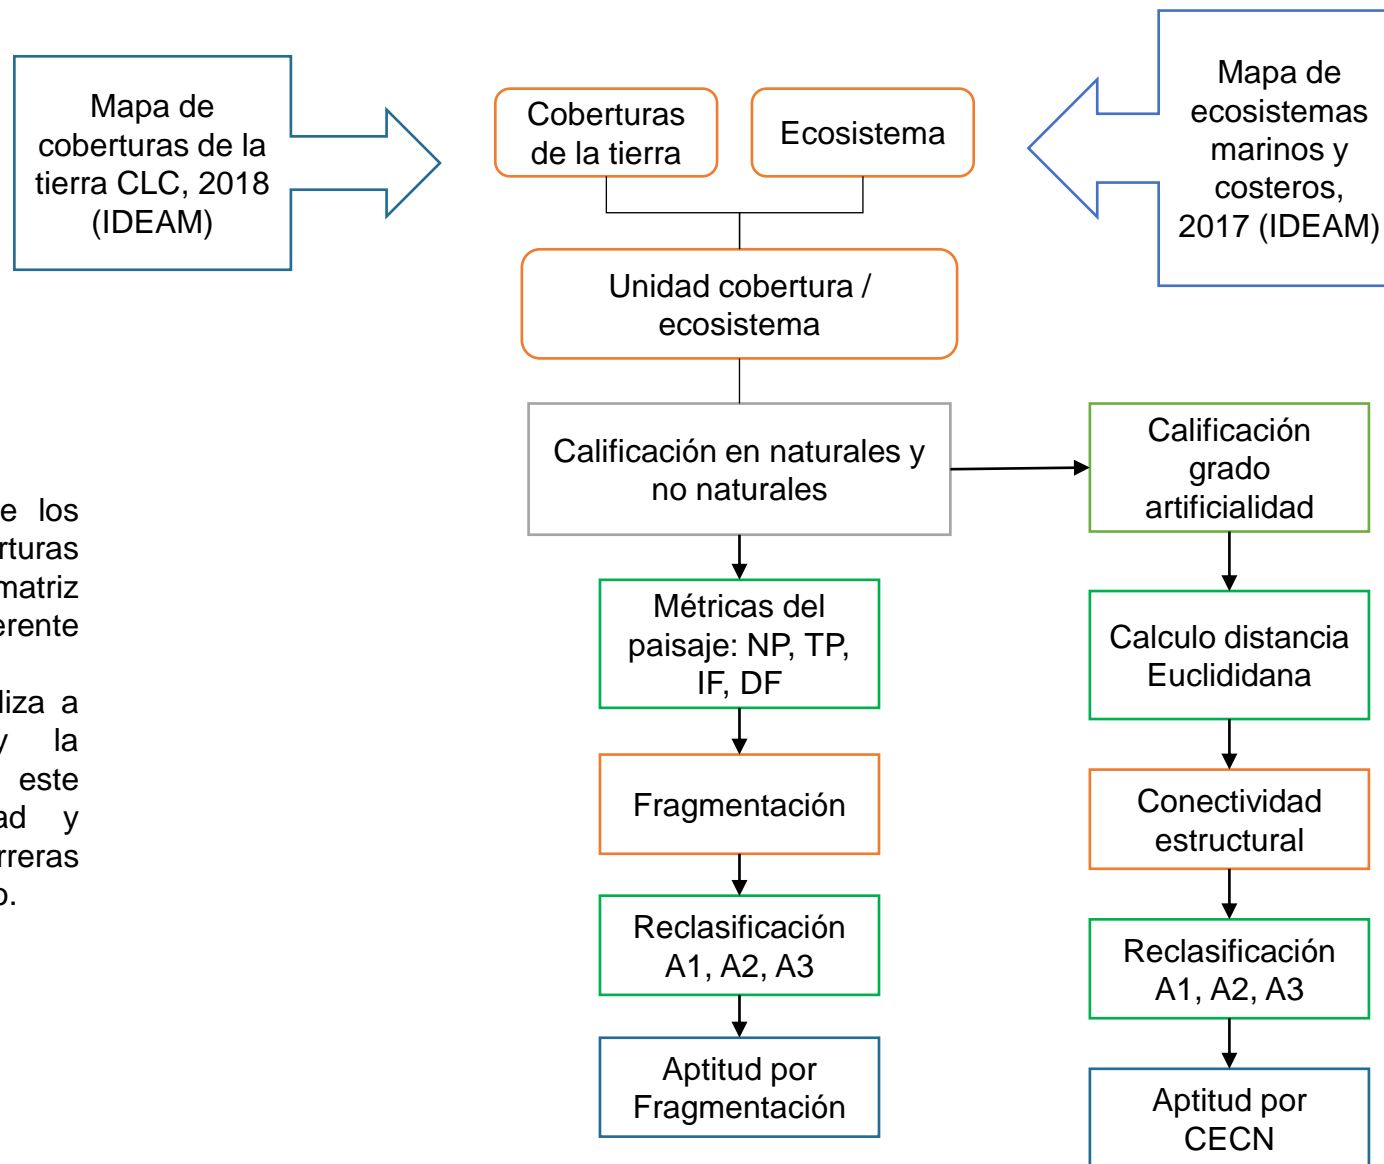 Mapa de
coberturas de la
tierra CLC, 2018
(IDEAM)
Coberturas
de la tierra
Ecosistema
Mapa de
ecosistemas
marinos y
costeros,
2017 (IDEAM)
Unidad cobertura /
ecosistema
Calificación en naturales y
no naturales
Calificación
grado
artificialidad
e los
rturas
matriz
erente
liza a
y la
este
ad y
rreras
o.
Métricas del
paisaje: NP, TP,
IF, DF
Fragmentación
Reclasificación
A1, A2, A3
Aptitud por
Fragmentación
Calculo distancia
Euclididana
Conectividad
estructural
Reclasificación
A1, A2, A3
Aptitud por
CECN